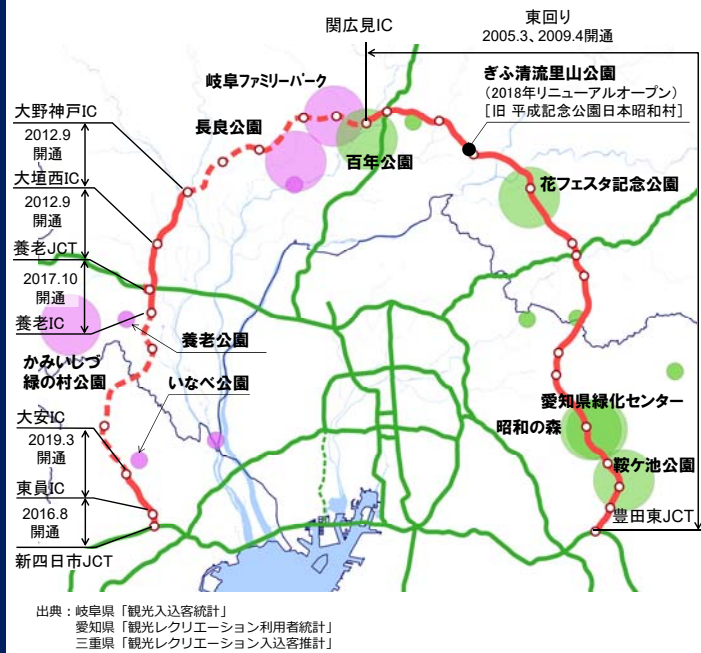 関広見IC
東回り
2005.3、2009.4開通
岐阜ファミリーパーク
ぎふ清流里山公園
（2018年リニューアルオープン）
［旧 平成記念公園日本昭和村］
大野神戸IC
長良公園
2012.9
開通
百年公園
大垣西IC
花フェスタ記念公園
2012.9
開通
養老JCT
2017.10
開通
養老IC
養老公園
かみいしづ
緑の村公園
いなべ公園
愛知県緑化センター
昭和の森
大安IC
2019.3
開通
鞍ケ池公園
東員IC
2016.8
開通
豊田東JCT
新四日市JCT
出典：岐阜県「観光入込客統計」
愛知県「観光レクリエーション利用者統計」
三重県「観光レクリエーション入込客推計」